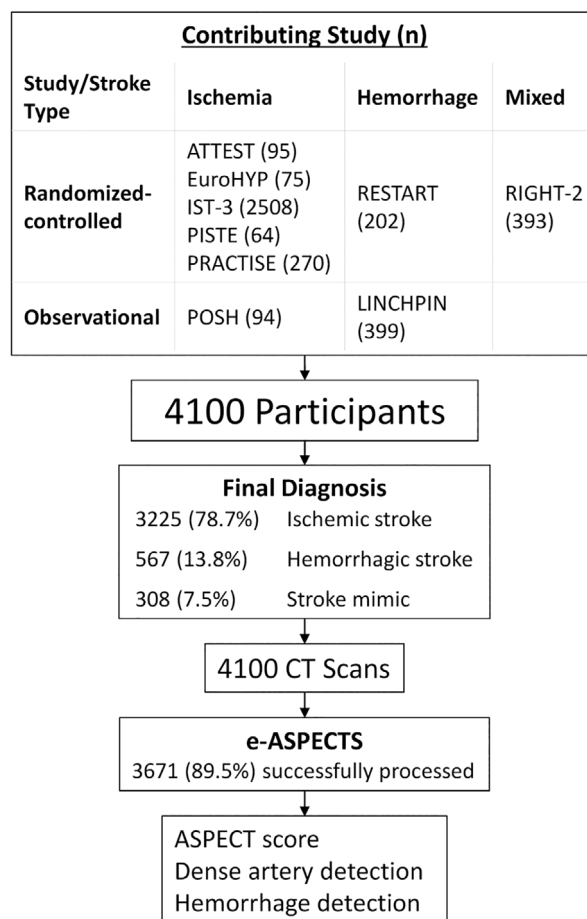 Contributing Study (n)
Study/Stroke Type Ischemia Hemorrhage Mixed
Randomized-controlled
ATTEST (95)
EuroHYP (75)
IST-3 (2508)
PISTE (64)
PRACTISE (270)
RESTART (202)
RIGHT-2 (393)
Observational
POSH (94)
LINCHPIN (399)
4100 Participants
Final Diagnosis
3225 (78.7%) Ischemic stroke
567 (13.8%) Hemorrhagic stroke
308 (7.5%) Stroke mimic
4100 CT Scans
e-ASPECTS
3671 (89.5%) successfully processed
ASPECT score
Dense artery detection
Hemorrhage detection